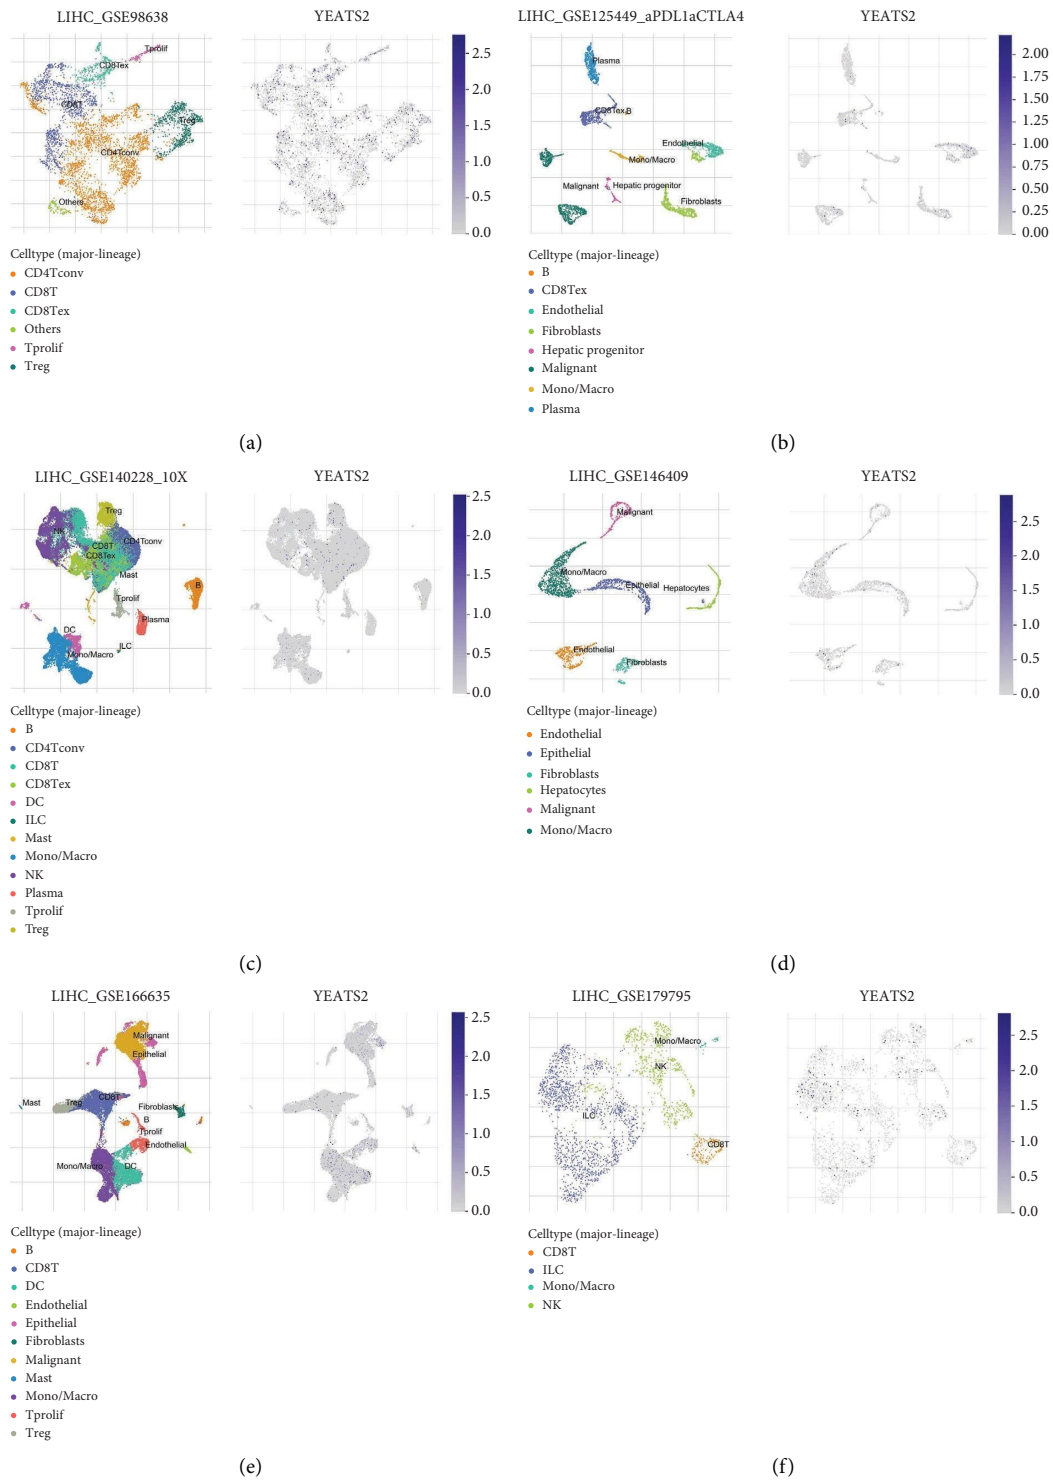 LIHC_GSE98638
YEATS2
Tprolif
CD8Tex
CD8T
Treg
CD4Tconv
Others
2.5
2.0
1.5
1.0
0.5
0.0
Celltype (major-lineage)
CD4Tconv
CD8T
CD8Tex
Others
Tprolif
Treg
(a)
LIHC_GSE125449_aPDL1aCTLA4
YEATS2
Plasma
CD8Tex B
Endothelial
Mono/Macro
Malignant
Hepatic progenitor
Fibroblasts
2.00
1.75
1.50
1.25
1.00
0.75
0.50
0.25
0.00
Celltype (major-lineage)
B
CD8Tex
Endothelial
Fibroblasts
Hepatic progenitor
Malignant
Mono/Macro
Plasma
(b)
LIHC_GSE140228_10X
YEATS2
Treg
NK
CD4Tconv
CD8T
CD8Tex
Mast
B
Tprolif
Plasma
DC
ILC
Mono/Macro
2.5
2.0
1.5
1.0
0.5
0.0
Celltype (major-lineage)
B
CD4Tconv
CD8T
CD8Tex
DC
ILC
Mast
Mono/Macro
NK
Plasma
Tprolif
Treg
(c)
LIHC_GSE146409
YEATS2
Malignant
Mono/Macro
Epithelial
Hepatocytes
Endothelial
Fibroblasts
2.5
2.0
1.5
1.0
0.5
0.0
Celltype (major-lineage)
Endothelial
Epithelial
Fibroblasts
Hepatocytes
Malignant
Mono/Macro
(d)
LIHC_GSE166635
YEATS2
Malignant
Epithelial
CD8T
Mast
Treg
Fibroblasts
B
Tprolif
Endothelial
Mono/Macro
DC
2.5
2.0
1.5
1.0
0.5
0.0
Celltype (major-lineage)
B
CD8T
DC
Endothelial
Epithelial
Fibroblasts
Malignant
Mast
Mono/Macro
Tprolif
Treg
(e)
LIHC_GSE179795
YEATS2
Mono/Macro
NK
ILC
CD8T
2.5
2.0
1.5
1.0
0.5
0.0
Celltype (major-lineage)
CD8T
ILC
Mono/Macro
NK
(f)